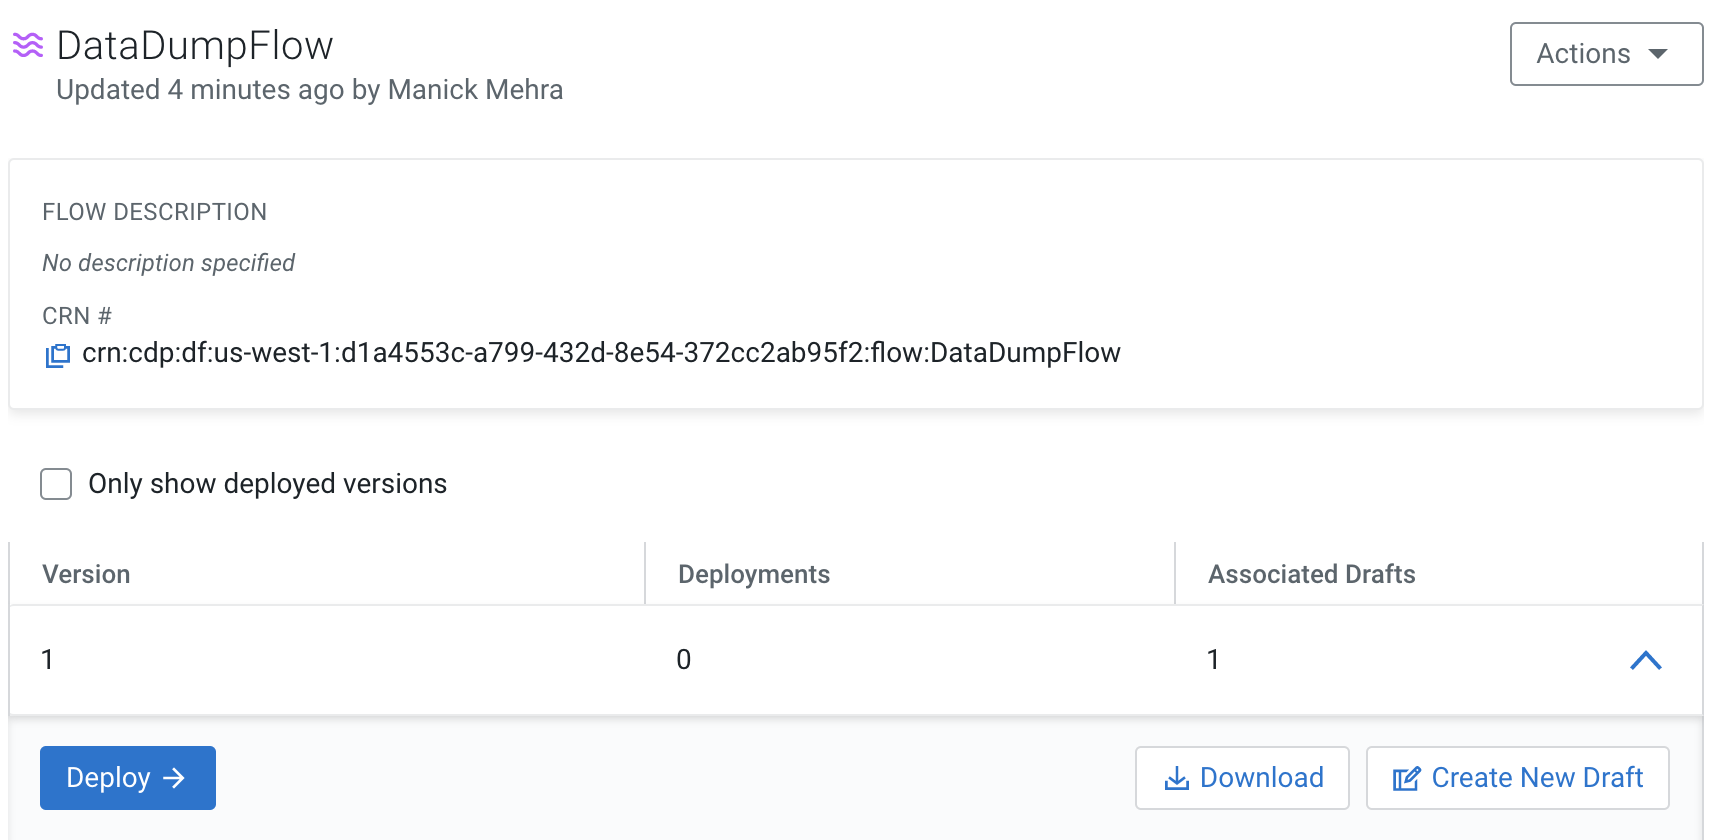 DataDumpFlow
Updated 4 minutes ago by Manick Mehra
Actions
FLOW DESCRIPTION
No description specified
CRN #
crn:cdp:df:us-west-1:d1a4553c-a799-432d-8e54-372cc2ab95f2:flow:DataDumpFlow
Only show deployed versions
Version Deployments Associated Drafts
1 0 1
Deploy Download Create New Draft